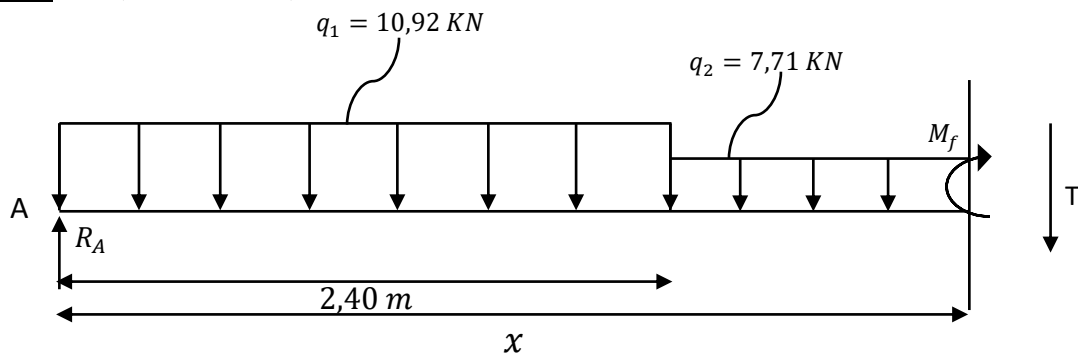 q₁ = 10,92 KN
q₂ = 7,71 KN
M_f
A
T
R_A
2,40 m
x